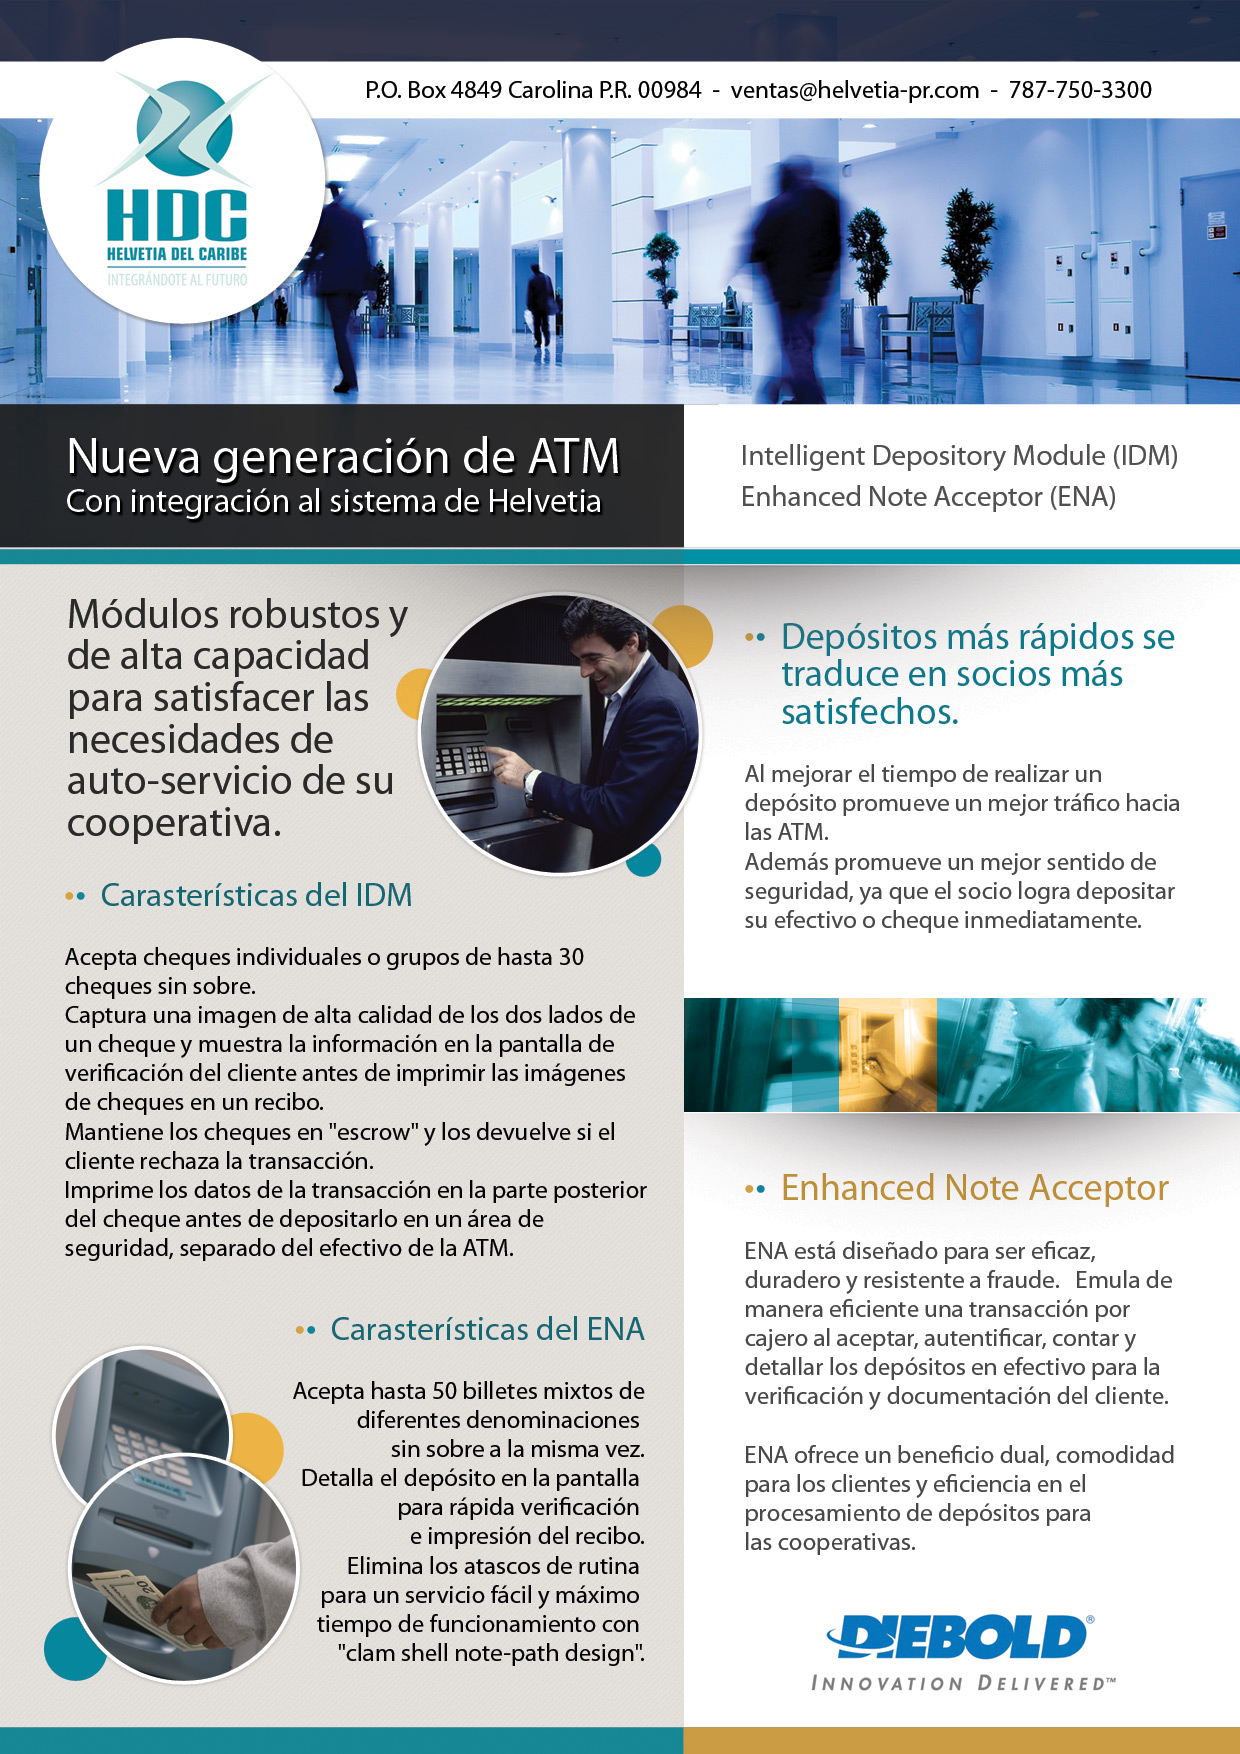 P.O. Box 4849 Carolina P.R. 00984 - ventas@helvetia-pr.com - 787-750-3300
HDC
HELVETIA DEL CARIBE
INTEGRÁNDOTE AL FUTURO
Nueva generación de ATM
Con integración al sistema de Helvetia
Intelligent Depository Module (IDM)
Enhanced Note Acceptor (ENA)
Módulos robustos y
de alta capacidad
para satisfacer las
necesidades de
auto-servicio de su
cooperativa.
•• Carasterísticas del IDM
Acepta cheques individuales o grupos de hasta 30
cheques sin sobre.
Captura una imagen de alta calidad de los dos lados de
un cheque y muestra la información en la pantalla de
verificación del cliente antes de imprimir las imágenes
de cheques en un recibo.
Mantiene los cheques en "escrow" y los devuelve si el
cliente rechaza la transacción.
Imprime los datos de la transacción en la parte posterior
del cheque antes de depositarlo en un área de
seguridad, separado del efectivo de la ATM.
•• Carasterísticas del ENA
Acepta hasta 50 billetes mixtos de
diferentes denominaciones
sin sobre a la misma vez.
Detalla el depósito en la pantalla
para rápida verificación
e impresión del recibo.
Elimina los atascos de rutina
para un servicio fácil y máximo
tiempo de funcionamiento con
"clam shell note-path design".
•• Depósitos más rápidos se
traduce en socios más
satisfechos.
Al mejorar el tiempo de realizar un
depósito promueve un mejor tráfico hacia
las ATM.
Además promueve un mejor sentido de
seguridad, ya que el socio logra depositar
su efectivo o cheque inmediatamente.
•• Enhanced Note Acceptor
ENA está diseñado para ser eficaz,
duradero y resistente a fraude. Emula de
manera eficiente una transacción por
cajero al aceptar, autentificar, contar y
detallar los depósitos en efectivo para la
verificación y documentación del cliente.
ENA ofrece un beneficio dual, comodidad
para los clientes y eficiencia en el
procesamiento de depósitos para
las cooperativas.
DIEBOLD®
INNOVATION DELIVERED™
20